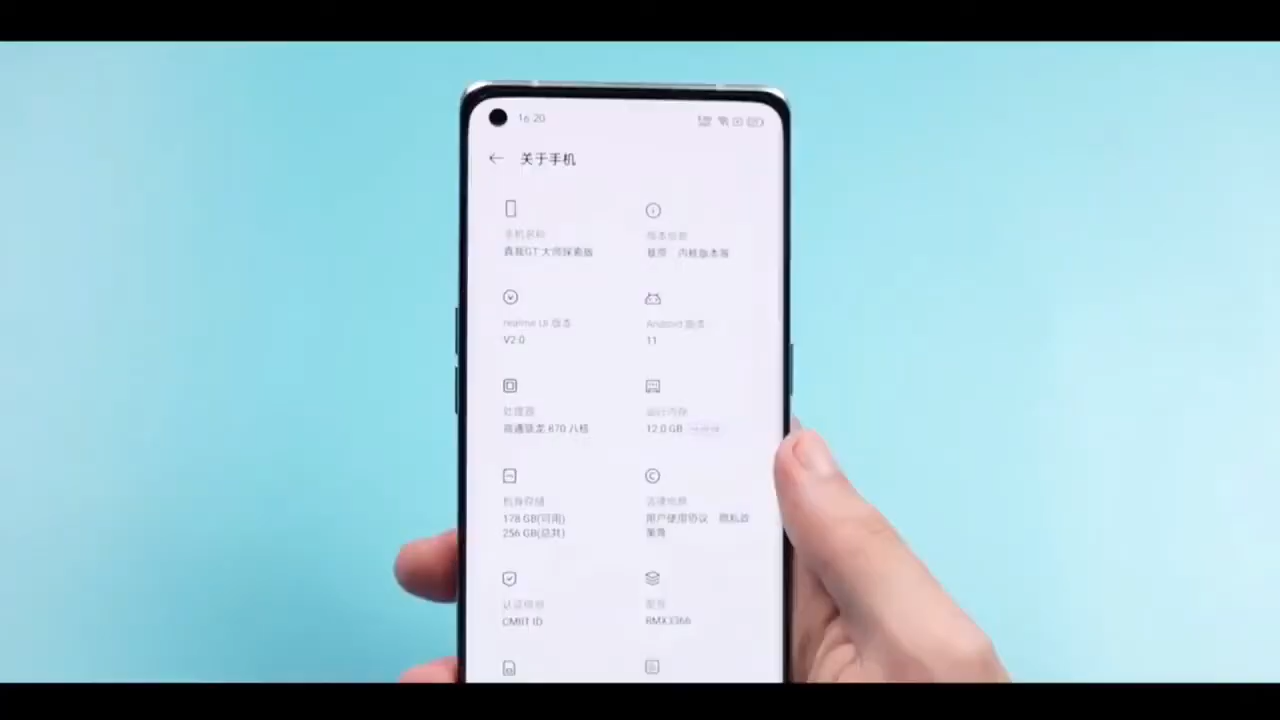 16:20
关于手机
手机名称
真我GT 大师探索版
版本信息
基带、内核版本等
realme UI 版本
V2.0
Android 版本
11
处理器
高通骁龙 870 八核
运行内存
12.0 GB
机身存储
178 GB(可用)
256 GB(总共)
法律信息
用户使用协议、隐私政
策等
认证信息
CMIIT ID
型号
RMX3366